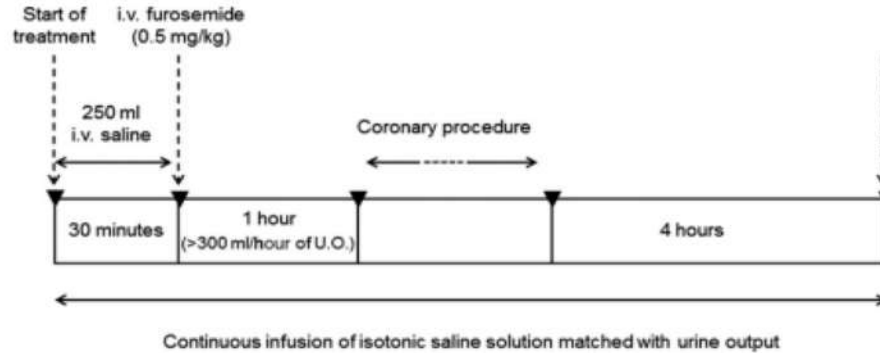 Start of
treatment
i.v. furosemide
(0.5 mg/kg)
250 ml
i.v. saline
Coronary procedure
30 minutes
1 hour
(>300 ml/hour of U.O.)
4 hours
Continuous infusion of isotonic saline solution matched with urine output